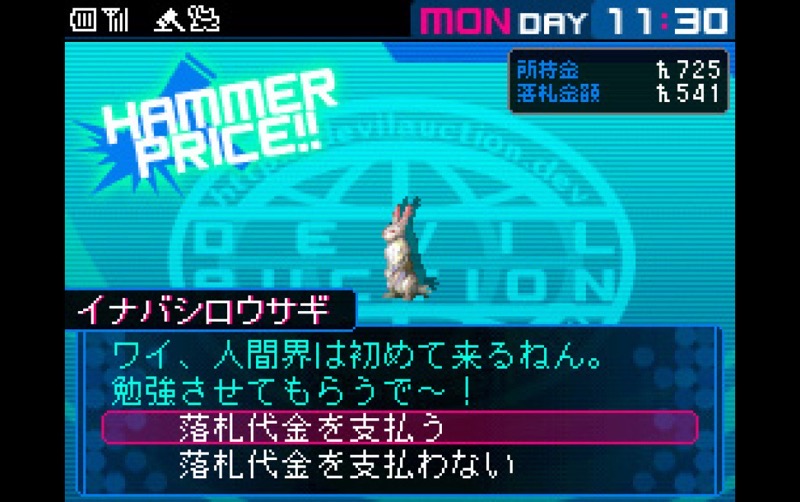 MON DAY 11:30
所持金 ћ725
落札金額 ћ541
HAMMER
PRICE!!
http://devilauction.dev
DEVIL
AUCTION
イナバシロウサギ
ワイ、人間界は初めて来るねん。
勉強させてもらうで～！
落札代金を支払う
落札代金を支払わない